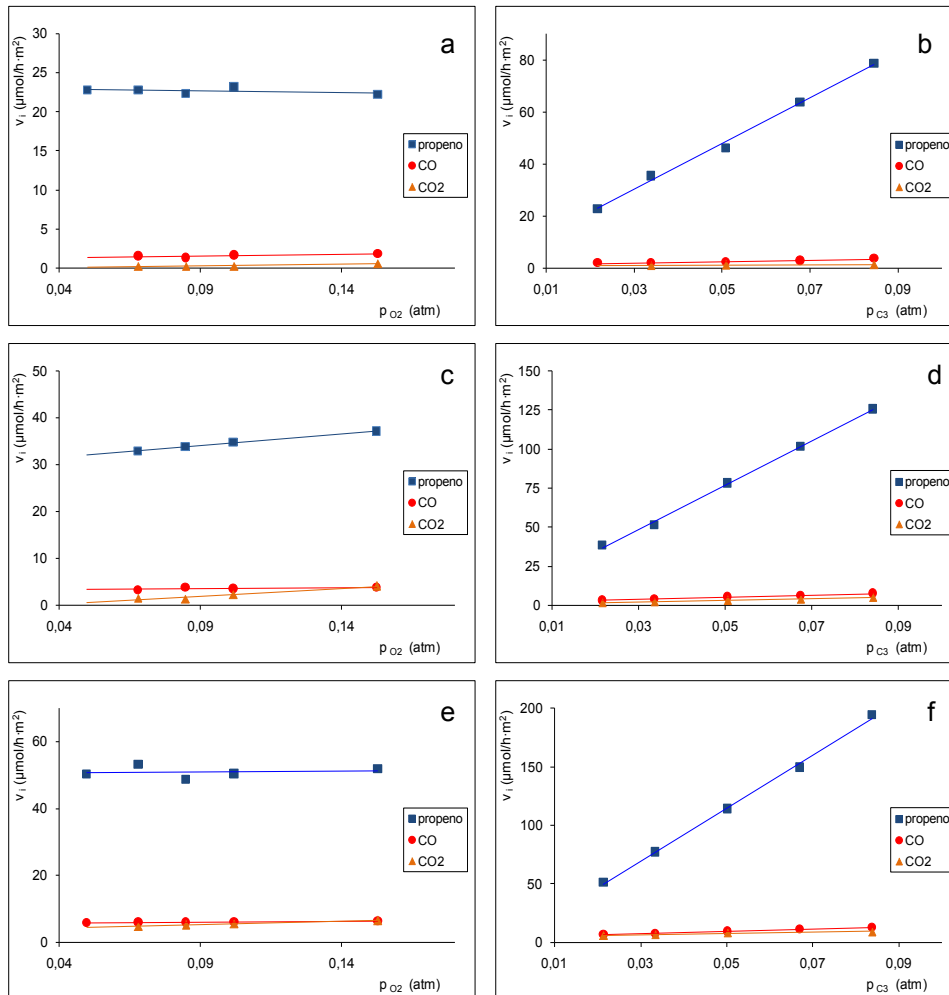 a
v i (µmol/h·m²)
30
25
20
15
10
5
0
0,04 0,09 0,14
p O2 (atm)
propeno
CO
CO2
b
v i (µmol/h·m²)
80
60
40
20
0
0,01 0,03 0,05 0,07 0,09
p C3 (atm)
propeno
CO
CO2
c
v i (µmol/h·m²)
50
40
30
20
10
0
0,04 0,09 0,14
p O2 (atm)
propeno
CO
CO2
d
v i (µmol/h·m²)
150
125
100
75
50
25
0
0,01 0,03 0,05 0,07 0,09
p C3 (atm)
propeno
CO
CO2
e
v i (µmol/h·m²)
60
40
20
0
0,04 0,09 0,14
p O2 (atm)
propeno
CO
CO2
f
v i (µmol/h·m²)
200
150
100
50
0
0,01 0,03 0,05 0,07 0,09
p C3 (atm)
propeno
CO
CO2